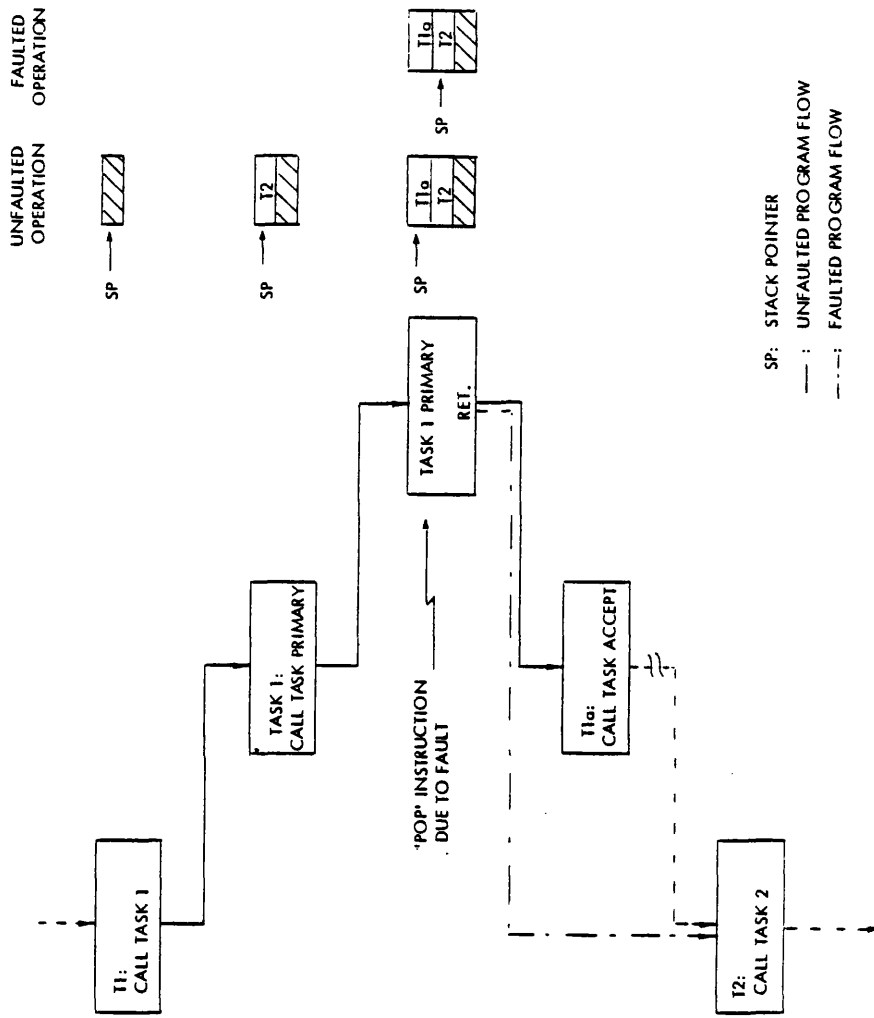 UNFAULTED
OPERATION
FAULTED
OPERATION
T1:
CALL TASK 1
SP
TASK 1:
CALL TASK PRIMARY
SP
T2
'POP' INSTRUCTION
DUE TO FAULT
TASK 1 PRIMARY
RET.
SP
T1a
T2
SP
T1a
T2
T1a:
CALL TASK ACCEPT
T2:
CALL TASK 2
SP: STACK POINTER
— : UNFAULTED PROGRAM FLOW
—·—: FAULTED PROGRAM FLOW